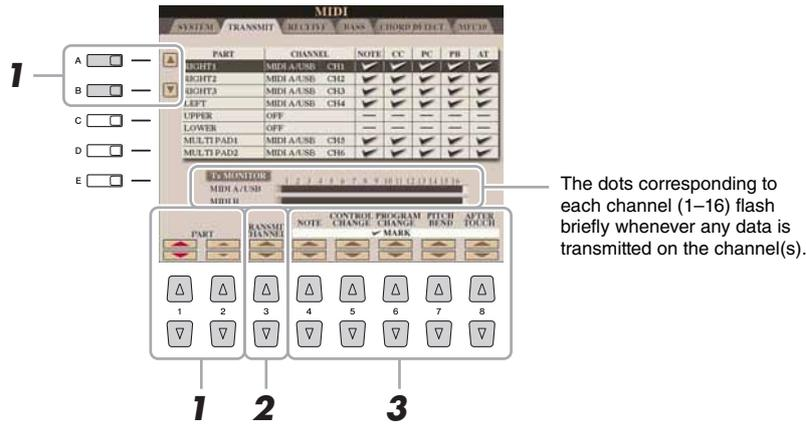 MIDI
SYSTEM TRANSMIT RECEIVE BASS CHORD DETECT MFC10
PART CHANNEL NOTE CC PC PB AT
RIGHT1 MIDI A/USB CH1
RIGHT2 MIDI A/USB CH2
RIGHT3 MIDI A/USB CH3
LEFT MIDI A/USB CH4
UPPER OFF — — — — —
LOWER OFF — — — — —
MULTI PAD1 MIDI A/USB CH5
MULTI PAD2 MIDI A/USB CH6
A
B
C
D
E
1
Tx MONITOR 1 2 3 4 5 6 7 8 9 10 11 12 13 14 15 16
MIDI A/USB
MIDI B
The dots corresponding to
each channel (1–16) flash
briefly whenever any data is
transmitted on the channel(s).
PART
TRANSMIT
CHANNEL
NOTE
CONTROL
CHANGE
PROGRAM
CHANGE
PITCH
BEND
AFTER
TOUCH
MARK
1 2 3 4 5 6 7 8
1 2 3